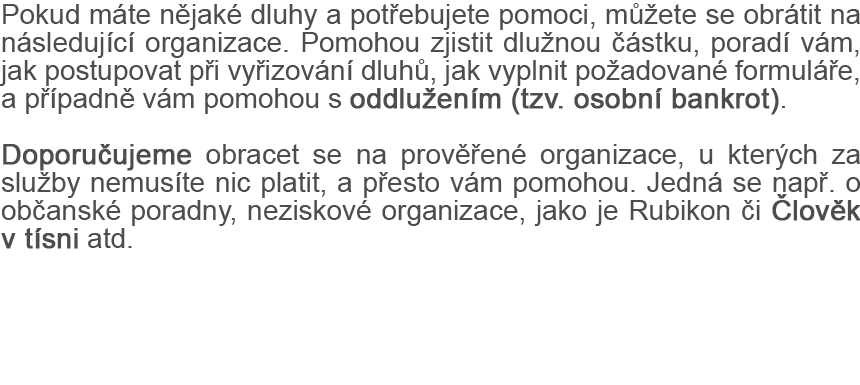 Pokud máte nějaké dluhy a potřebujete pomoci, můžete se obrátit na
následující organizace. Pomohou zjistit dlužnou částku, poradí vám,
jak postupovat při vyřizování dluhů, jak vyplnit požadované formuláře,
a případně vám pomohou s oddlužením (tzv. osobní bankrot).
Doporučujeme obracet se na prověřené organizace, u kterých za
služby nemusíte nic platit, a přesto vám pomohou. Jedná se např. o
občanské poradny, neziskové organizace, jako je Rubikon či Člověk
v tísni atd.